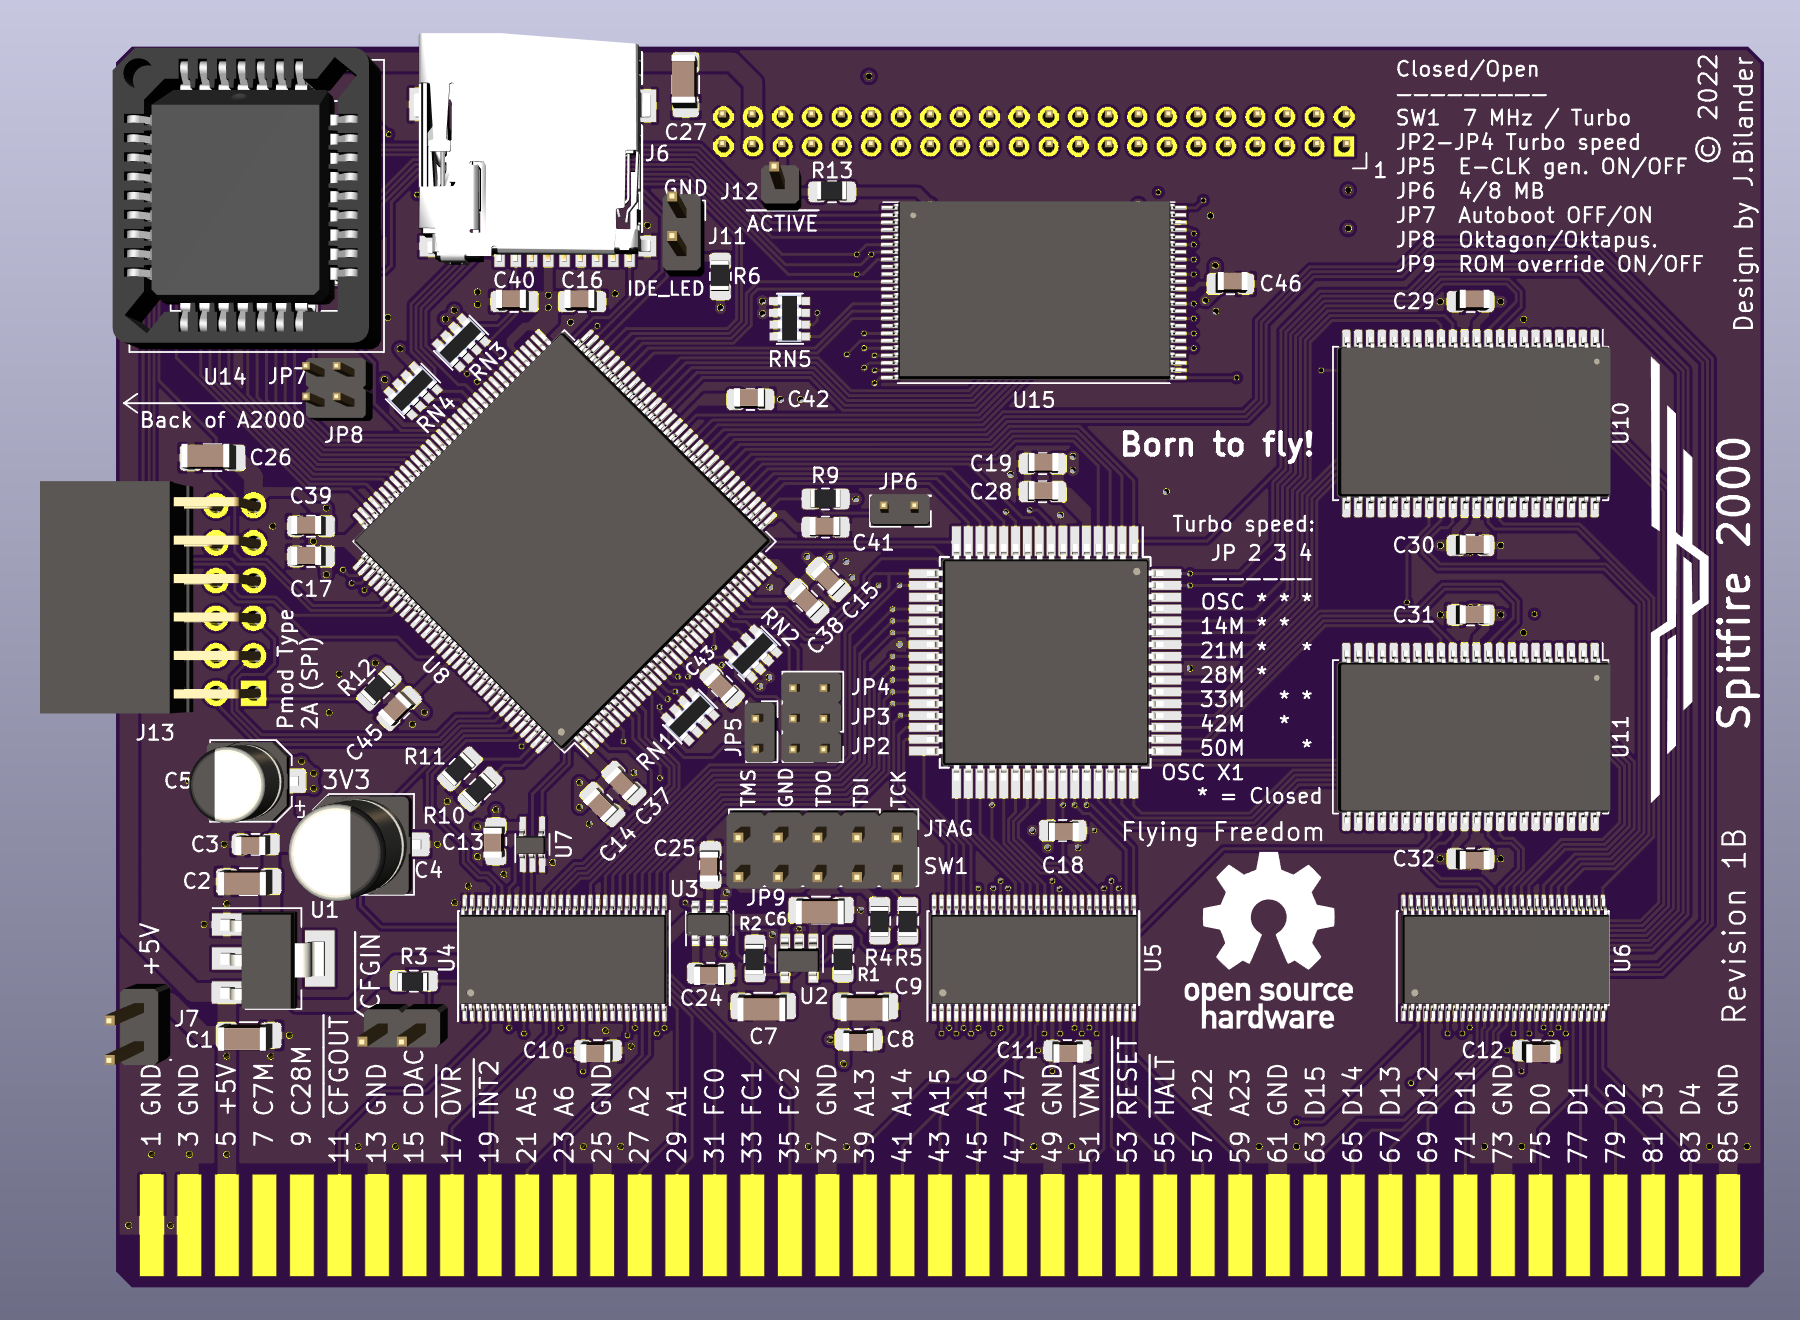 Closed/Open
----------
SW1 7 MHz / Turbo
JP2-JP4 Turbo speed
JP5 E-CLK gen. ON/OFF
JP6 4/8 MB
JP7 Autoboot OFF/ON
JP8 Oktagon/Oktapus.
JP9 ROM override ON/OFF
© 2022
Design by J.Bilander
1
C27
J6
GND
J12
R13
ACTIVE
J11
R6
IDE_LED
C40
C16
C46
C29
RN3
RN4
RN5
U14
JP7
Back of A2000
JP8
C42
U15
U10
Born to fly!
C26
C19
C28
C39
R9
JP6
C41
C17
Turbo speed:
JP 2 3 4
------
OSC * * *
14M * *
21M * *
28M *
33M * *
42M *
50M *
OSC X1
* = Closed
C30
C31
Spitfire 2000
C15
C38
RN2
C43
U8
R12
C45
Pmod Type
2A (SPI)
J13
JP4
JP3
JP2
JP5
RN1
U11
C5
3V3
+
R11
R10
C37
C14
TMS
GND
TDO
TDI
TCK
JTAG
SW1
Flying Freedom
C3
C13
U7
C4
C2
C25
C18
C32
U1
U3
JP9
C6
R2
R4
R5
R1
C9
U4
U5
U6
Revision 1B
+5V
/CFGIN
R3
C24
U2
C7
C8
open source
hardware
J7
C1
C10
C11
C12
GND
GND
+5V
C7M
C28M
CFGOUT
GND
CDAC
OVR
INT2
A5
A6
GND
A2
A1
FC0
FC1
FC2
GND
A13
A14
A15
A16
A17
GND
VMA
RESET
HALT
A22
A23
GND
D15
D14
D13
D12
D11
GND
D0
D1
D2
D3
D4
GND
1
3
5
7
9
11
13
15
17
19
21
23
25
27
29
31
33
35
37
39
41
43
45
47
49
51
53
55
57
59
61
63
65
67
69
71
73
75
77
79
81
83
85